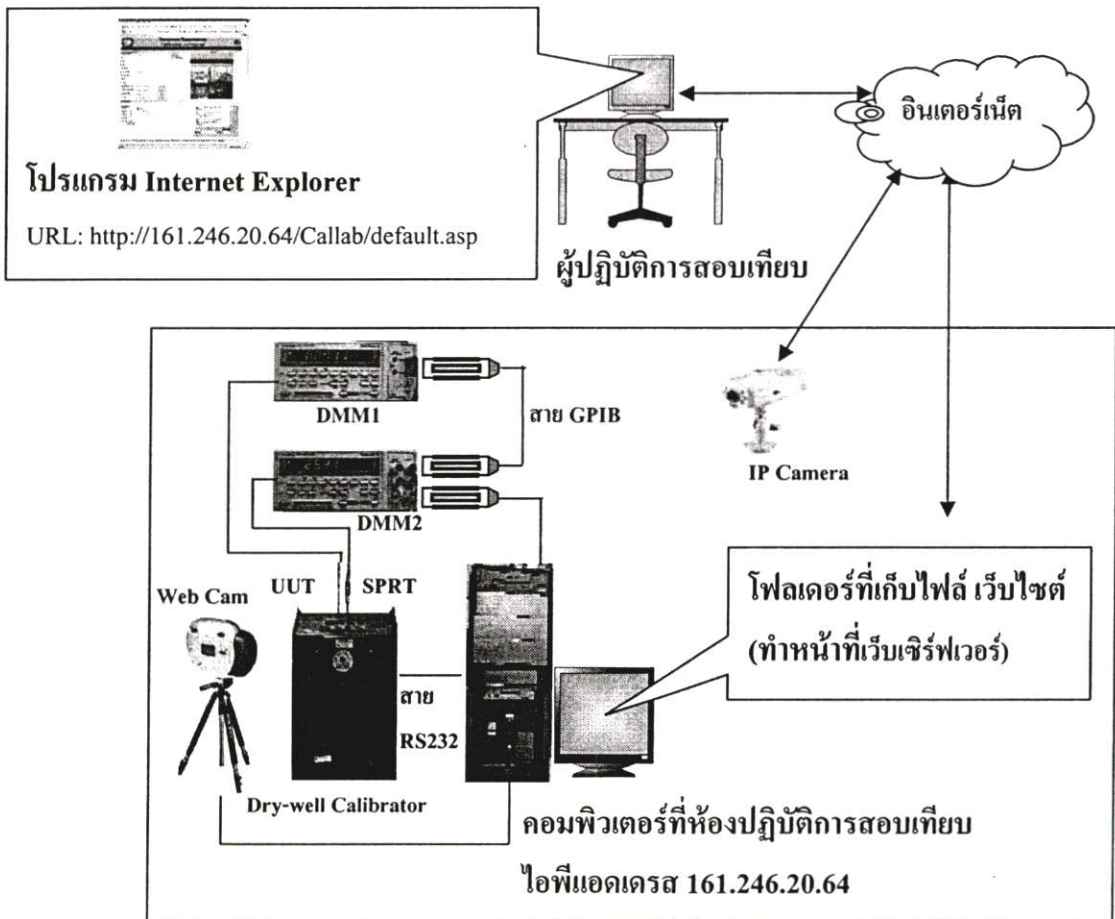 โปรแกรม Internet Explorer
URL: http://161.246.20.64/Callab/default.asp
อินเตอร์เน็ต
ผู้ปฏิบัติการสอบเทียบ
DMM1
สาย GPIB
DMM2
IP Camera
UUT
SPRT
Web Cam
สาย
RS232
Dry-well Calibrator
โฟลเดอร์ที่เก็บไฟล์ เว็บไซต์
(ทำหน้าที่เว็บเซิร์ฟเวอร์)
คอมพิวเตอร์ที่ห้องปฏิบัติการสอบเทียบ
ไอพีแอดเดรส 161.246.20.64